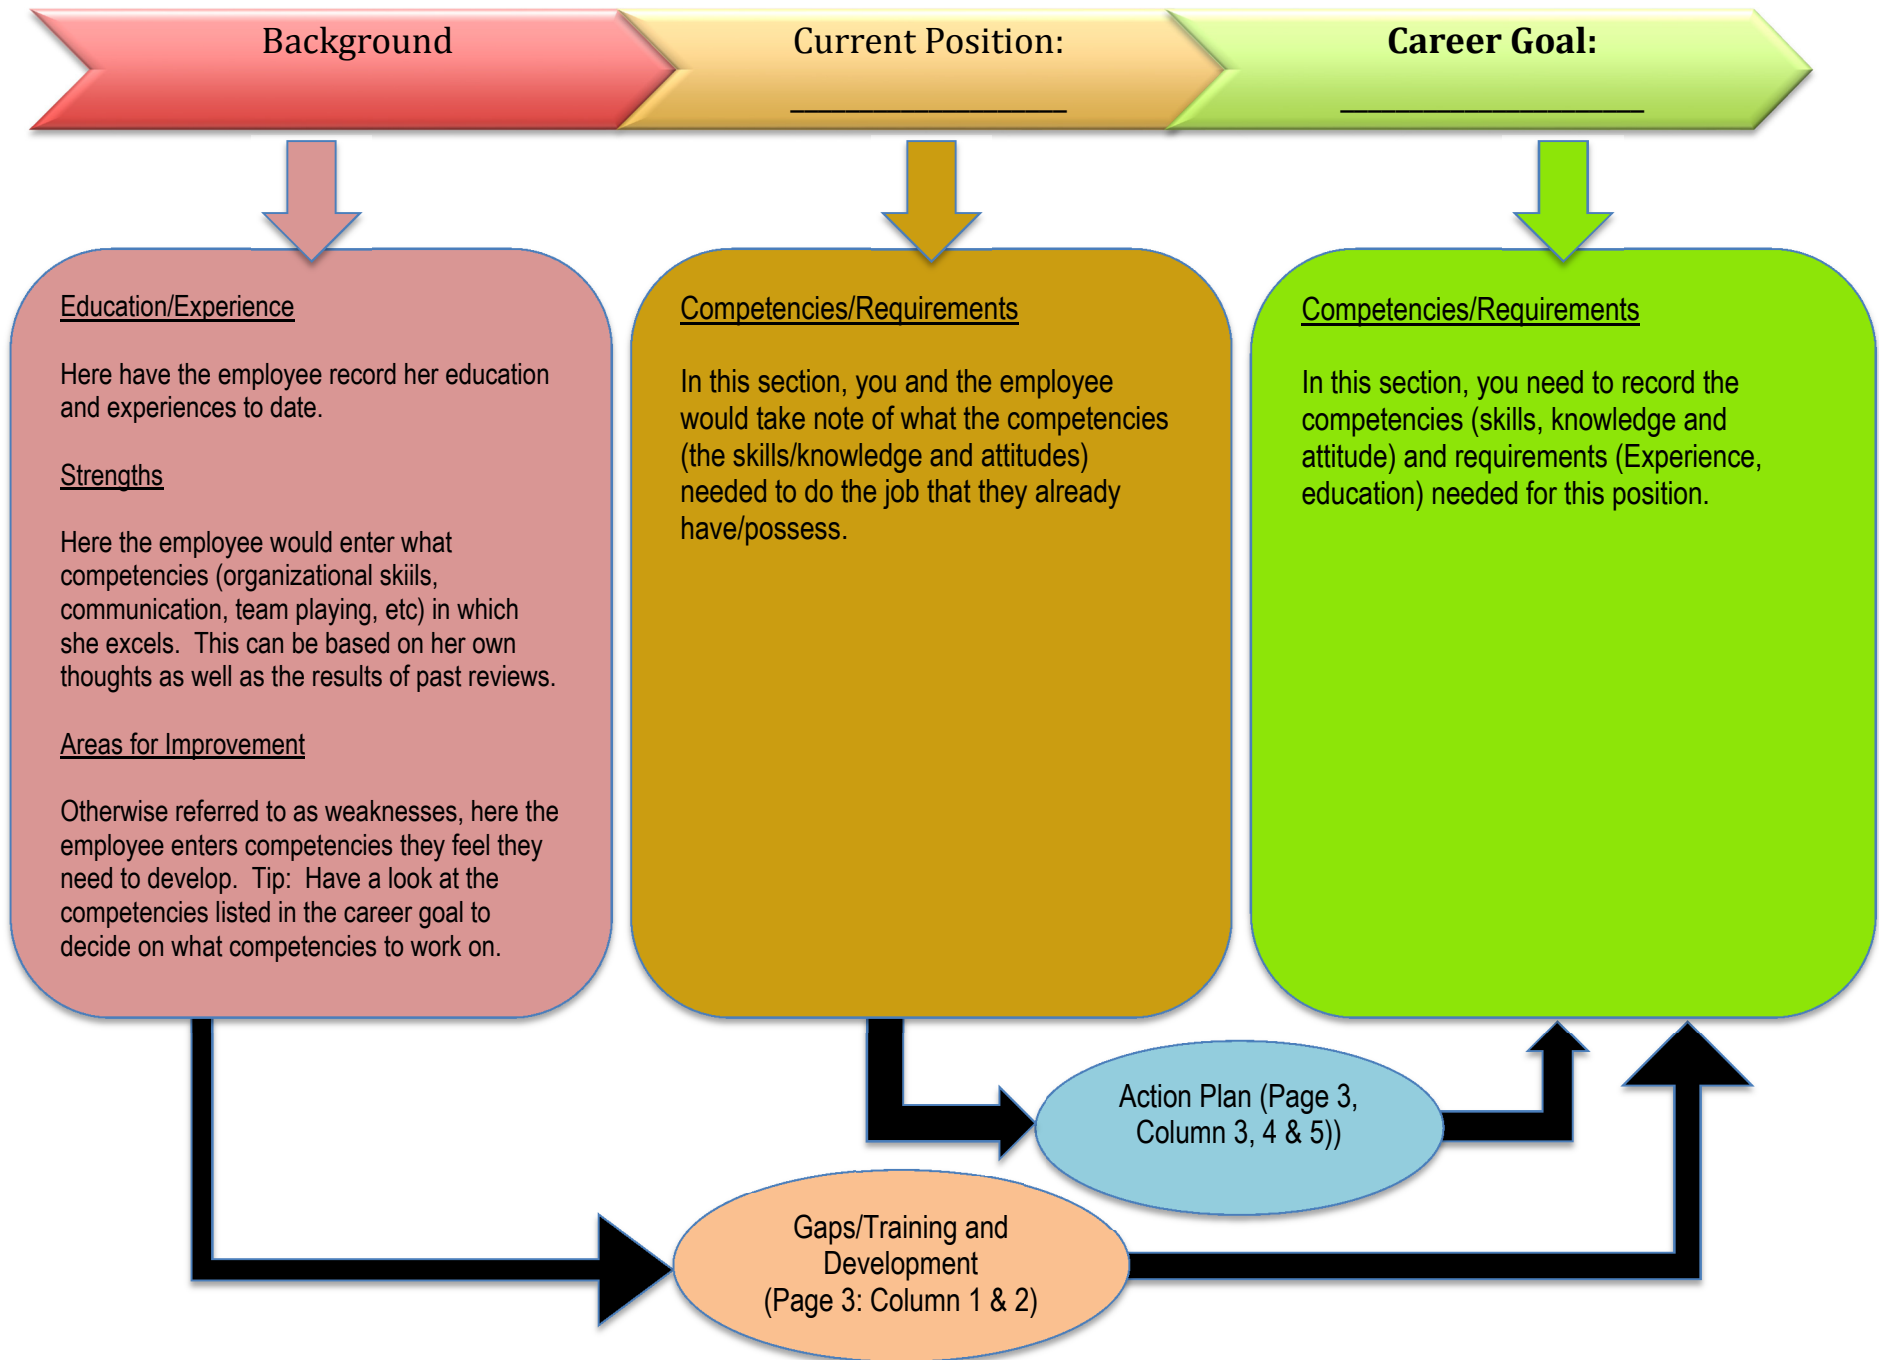 Background
Current Position:
____________________
Career Goal:
______________________
Education/Experience
Here have the employee record her education
and experiences to date.
Strengths
Here the employee would enter what
competencies (organizational skiils,
communication, team playing, etc) in which
she excels.  This can be based on her own
thoughts as well as the results of past reviews.
Areas for Improvement
Otherwise referred to as weaknesses, here the
employee enters competencies they feel they
need to develop.  Tip:  Have a look at the
competencies listed in the career goal to
decide on what competencies to work on.
Competencies/Requirements
In this section, you and the employee
would take note of what the competencies
(the skills/knowledge and attitudes)
needed to do the job that they already
have/possess.
Competencies/Requirements
In this section, you need to record the
competencies (skills, knowledge and
attitude) and requirements (Experience,
education) needed for this position.
Action Plan (Page 3,
Column 3, 4 & 5))
Gaps/Training and
Development
(Page 3: Column 1 & 2)